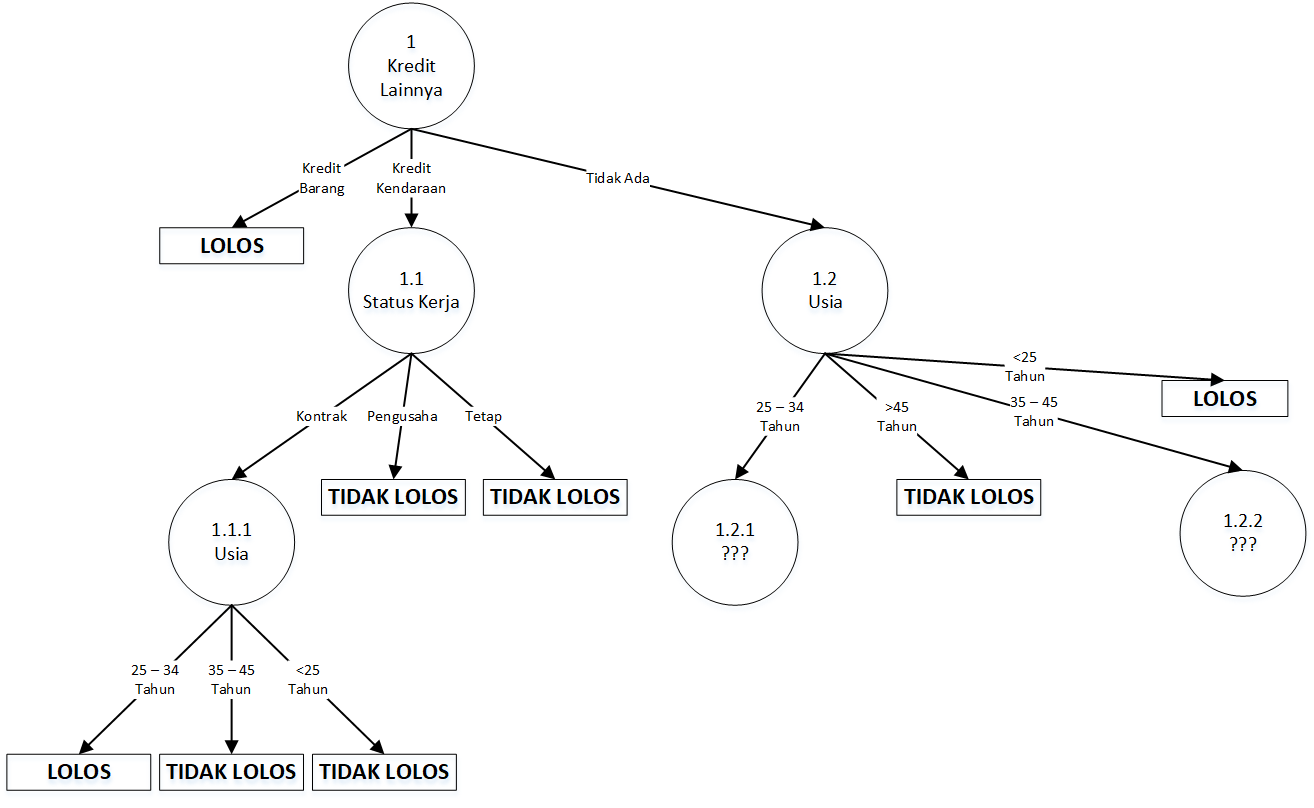 1
Kredit
Lainnya
Kredit
Barang
Kredit
Kendaraan
Tidak Ada
LOLOS
1.1
Status Kerja
1.2
Usia
Kontrak
Pengusaha
Tetap
25 – 34
Tahun
>45
Tahun
35 – 45
Tahun
<25
Tahun
LOLOS
1.1.1
Usia
TIDAK LOLOS
TIDAK LOLOS
1.2.1
???
TIDAK LOLOS
1.2.2
???
25 – 34
Tahun
35 – 45
Tahun
<25
Tahun
LOLOS
TIDAK LOLOS
TIDAK LOLOS